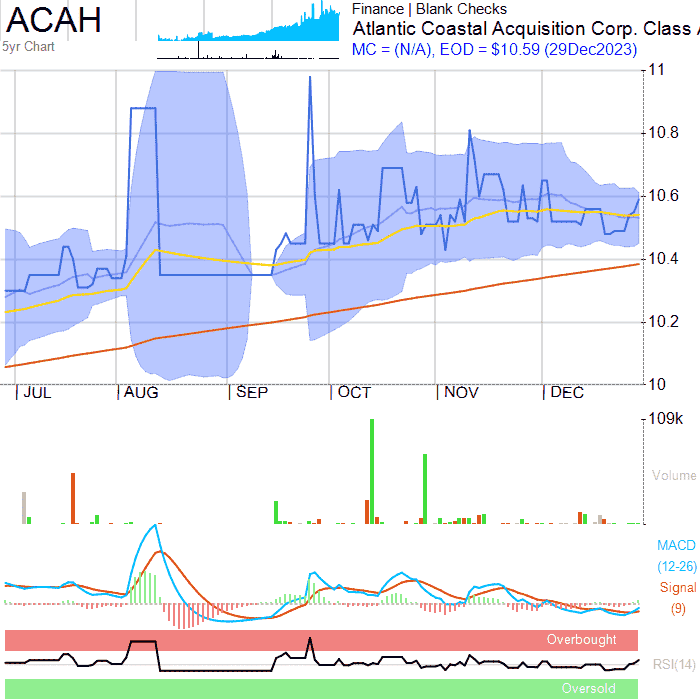 ACAH
5yr Chart
Finance | Blank Checks
Atlantic Coastal Acquisition Corp. Class
MC = (N/A), EOD = $10.59 (29Dec2023)
11
10.8
10.6
10.4
10.2
10
JUL
AUG
SEP
OCT
NOV
DEC
109k
Volume
MACD
(12-26)
Signal
(9)
Overbought
RSI(14)
Oversold